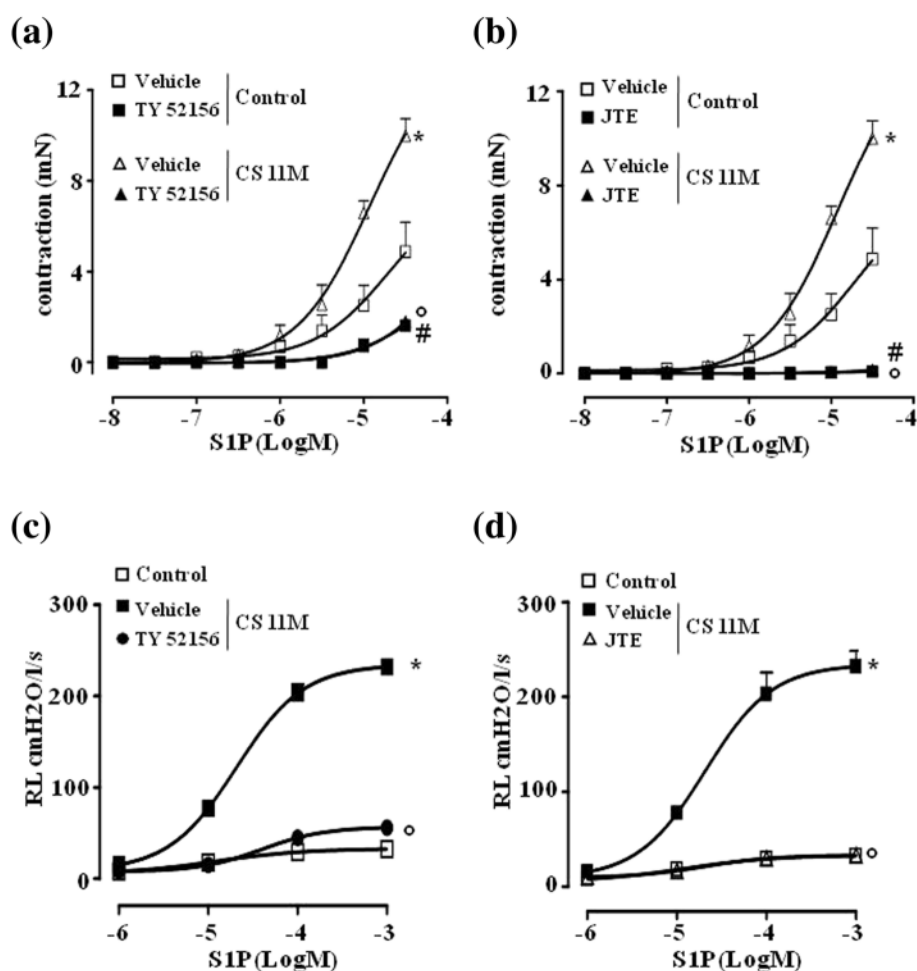 (a)
□ Vehicle
■ TY 52156
Control
△ Vehicle
▲ TY 52156
CS 11M
contraction (mN)
12
8
4
0
*
°
#
-8 -7 -6 -5 -4
S1P(LogM)
(b)
□ Vehicle
■ JTE
Control
△ Vehicle
▲ JTE
CS 11M
contraction (mN)
12
8
4
0
*
#
°
-8 -7 -6 -5 -4
S1P(LogM)
(c)
□ Control
■ Vehicle
● TY 52156
CS 11M
RL cmH2O/l/s
300
200
100
0
*
°
-6 -5 -4 -3
S1P(LogM)
(d)
□ Control
■ Vehicle
△ JTE
CS 11M
RL cmH2O/l/s
300
200
100
0
*
°
-6 -5 -4 -3
S1P(LogM)